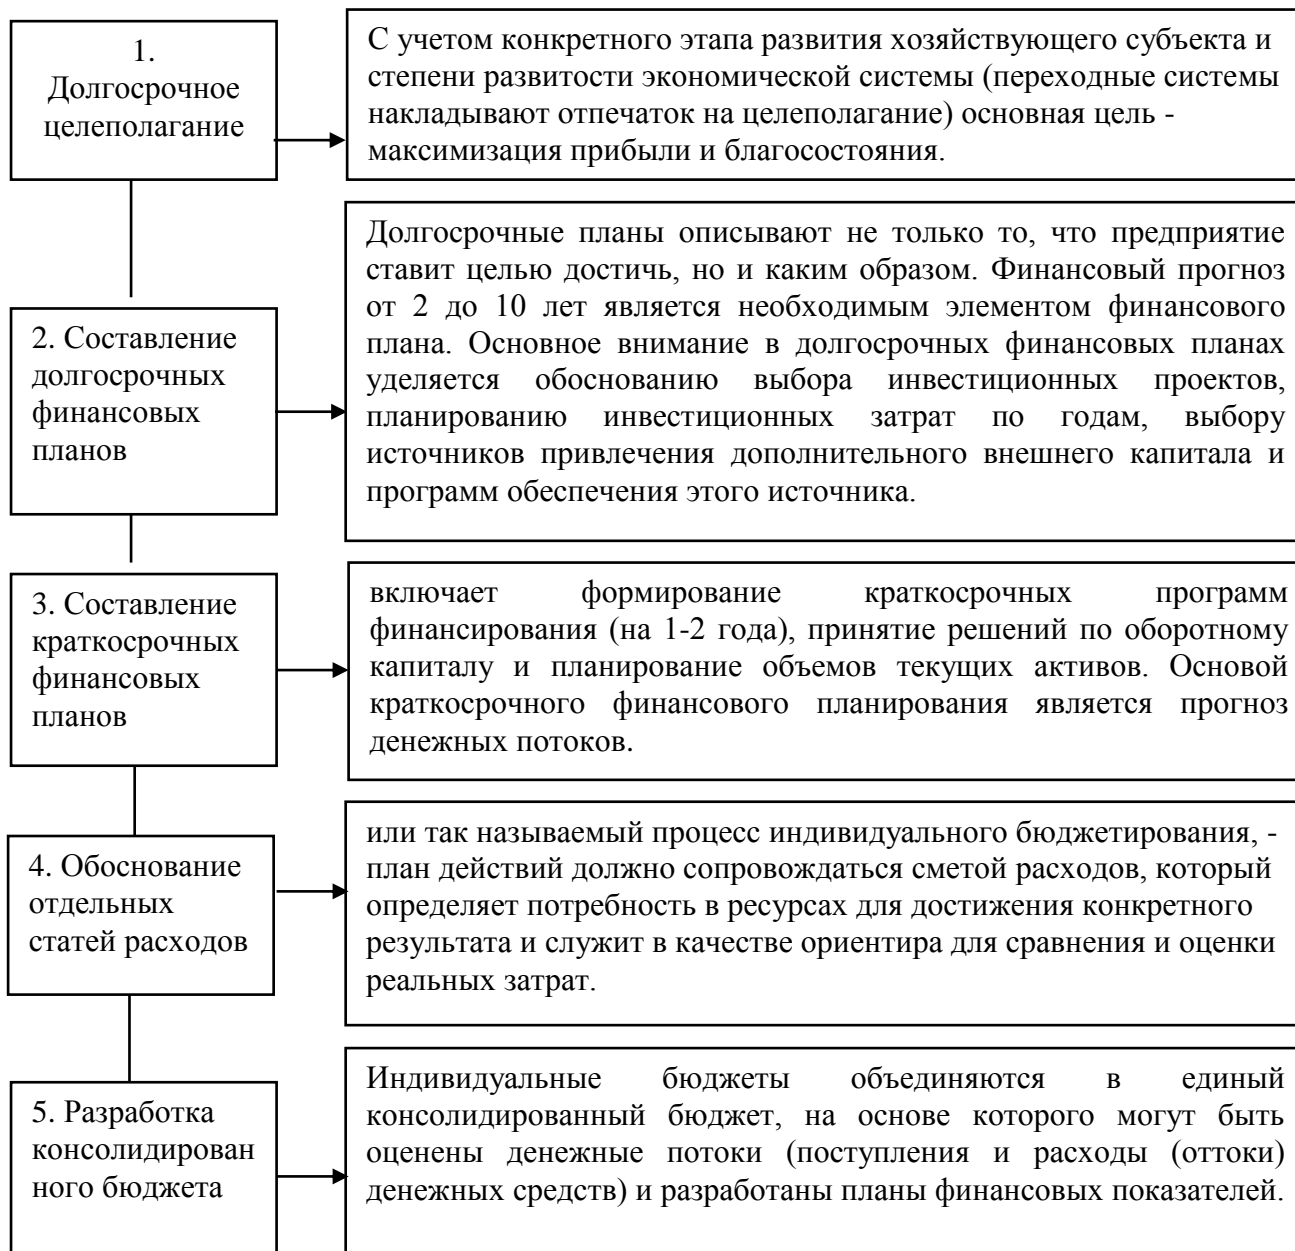 1.
Долгосрочное
целеполагание
С учетом конкретного этапа развития хозяйствующего субъекта и
степени развитости экономической системы (переходные системы
накладывают отпечаток на целеполагание) основная цель -
максимизация прибыли и благосостояния.
2. Составление
долгосрочных
финансовых
планов
Долгосрочные планы описывают не только то, что предприятие
ставит целью достичь, но и каким образом. Финансовый прогноз
от 2 до 10 лет является необходимым элементом финансового
плана. Основное внимание в долгосрочных финансовых планах
уделяется обоснованию выбора инвестиционных проектов,
планированию инвестиционных затрат по годам, выбору
источников привлечения дополнительного внешнего капитала и
программ обеспечения этого источника.
3. Составление
краткосрочных
финансовых
планов
включает формирование краткосрочных программ
финансирования (на 1-2 года), принятие решений по оборотному
капиталу и планирование объемов текущих активов. Основой
краткосрочного финансового планирования является прогноз
денежных потоков.
4. Обоснование
отдельных
статей расходов
или так называемый процесс индивидуального бюджетирования, -
план действий должно сопровождаться сметой расходов, который
определяет потребность в ресурсах для достижения конкретного
результата и служит в качестве ориентира для сравнения и оценки
реальных затрат.
5. Разработка
консолидирован
ного бюджета
Индивидуальные бюджеты объединяются в единый
консолидированный бюджет, на основе которого могут быть
оценены денежные потоки (поступления и расходы (оттоки)
денежных средств) и разработаны планы финансовых показателей.